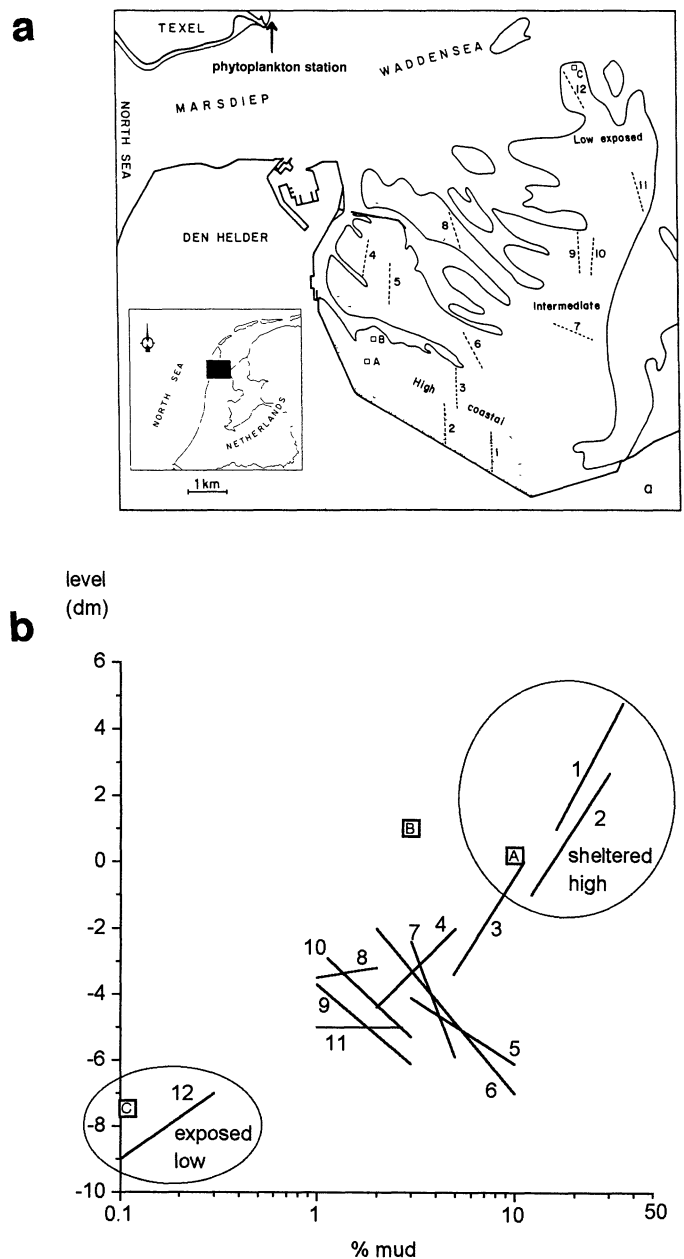 a
TEXEL
phytoplankton station
WADDENSEA
MARSDIEP
NORTH SEA
C
12
Low exposed
11
DEN HELDER
8
4
5
9
10
Intermediate
7
6
B
A
3
High coastal
2
1
NORTH SEA
NETHERLANDS
1 km
a
b
level
(dm)
6
4
2
0
-2
-4
-6
-8
-10
1
2
sheltered
high
B
A
3
4
7
10
8
9
11
5
6
C
12
exposed
low
0.1
1
10
50
% mud